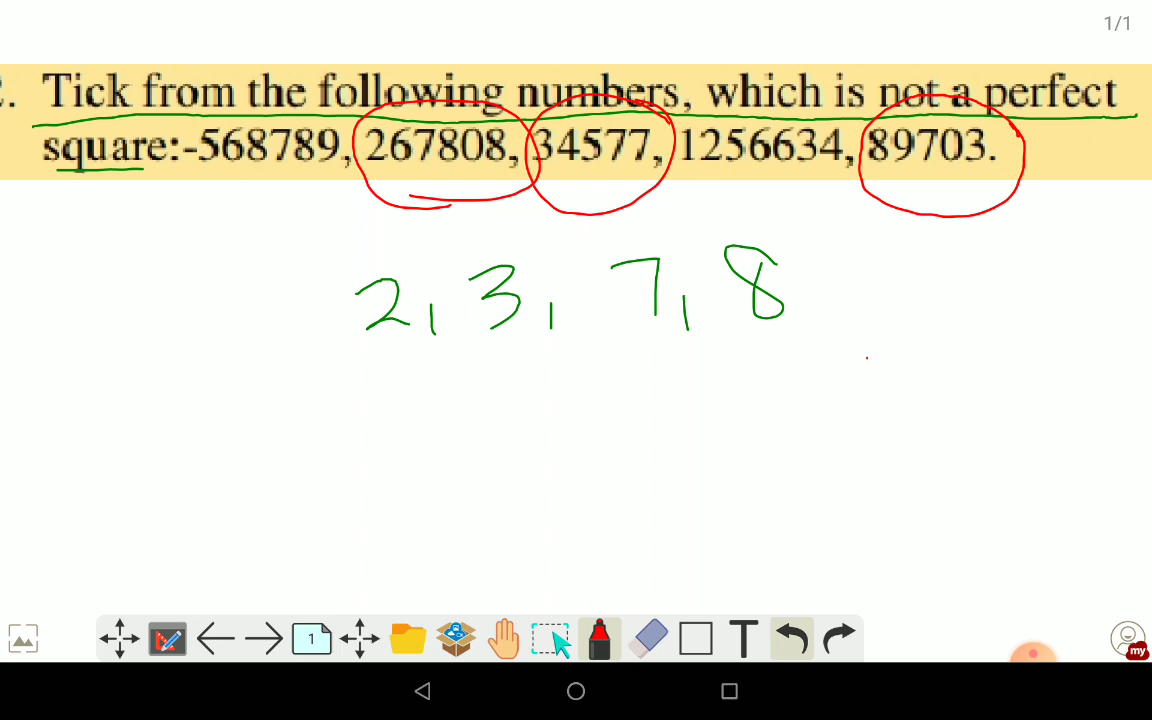 1/1
2. Tick from the following numbers, which is not a perfect
square:-568789, 267808, 34577, 1256634, 89703.
2, 3, 7, 8
1 T my